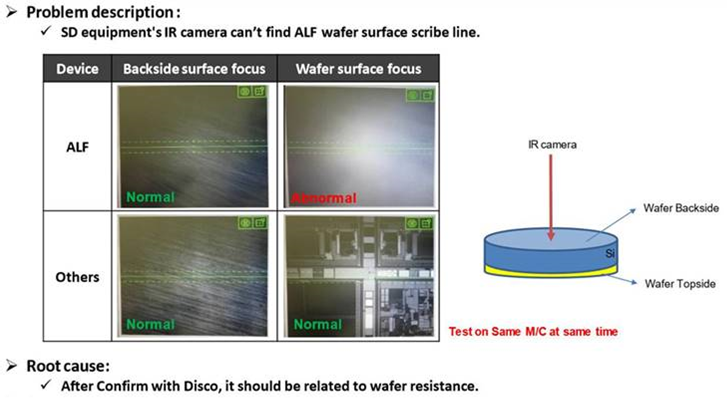 Problem description :
SD equipment's IR camera can't find ALF wafer surface scribe line.
Device Backside surface focus Wafer surface focus
ALF
Normal
Abnormal
Others
Normal
Normal
IR camera
Wafer Backside
Si
Wafer Topside
Test on Same M/C at same time
Root cause:
After Confirm with Disco, it should be related to wafer resistance.